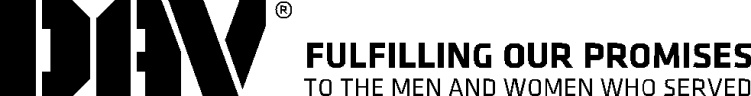 DAV®
FULFILLING OUR PROMISES
TO THE MEN AND WOMEN WHO SERVED